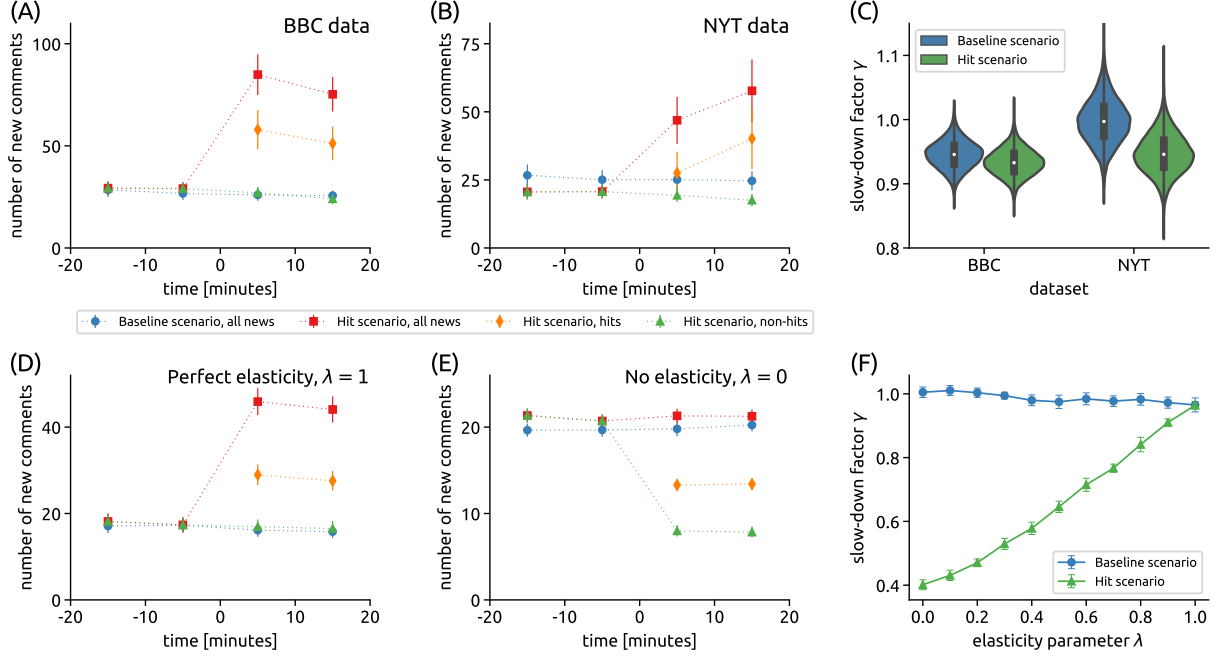 (A)
BBC data
number of new comments
100
50
0
-20
-10
0
10
20
time [minutes]
(B)
NYT data
number of new comments
75
50
25
0
-20
-10
0
10
20
time [minutes]
(C)
Baseline scenario
Hit scenario
slow-down factor γ
1.1
1.0
0.9
0.8
BBC
NYT
dataset
Baseline scenario, all news
Hit scenario, all news
Hit scenario, hits
Hit scenario, non-hits
(D)
Perfect elasticity, λ = 1
number of new comments
40
20
0
-20
-10
0
10
20
time [minutes]
(E)
No elasticity, λ = 0
number of new comments
20
10
0
-20
-10
0
10
20
time [minutes]
(F)
slow-down factor γ
1.0
0.8
0.6
0.4
Baseline scenario
Hit scenario
0.0
0.2
0.4
0.6
0.8
1.0
elasticity parameter λ